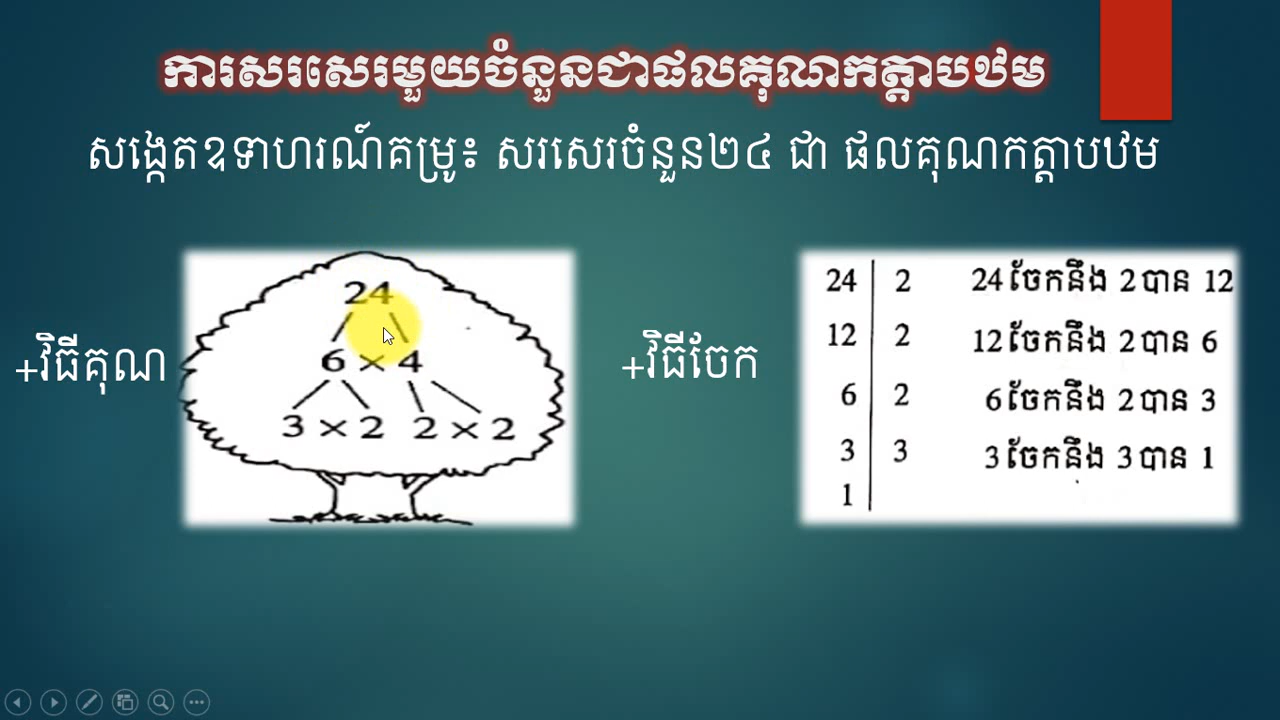 ការសរសេរមួយចំនួនជាផលគុណកត្តាបឋម
សង្កេតឧទាហរណ៍គម្រូ៖ សរសេរចំនួន២៤ ជា ផលគុណកត្តាបឋម
+វិធីគុណ
24
6 × 4
3 × 2 2 × 2
+វិធីចែក
24 2 24 ចែកនឹង 2 បាន 12
12 2 12 ចែកនឹង 2 បាន 6
6 2 6 ចែកនឹង 2 បាន 3
3 3 3 ចែកនឹង 3 បាន 1
1